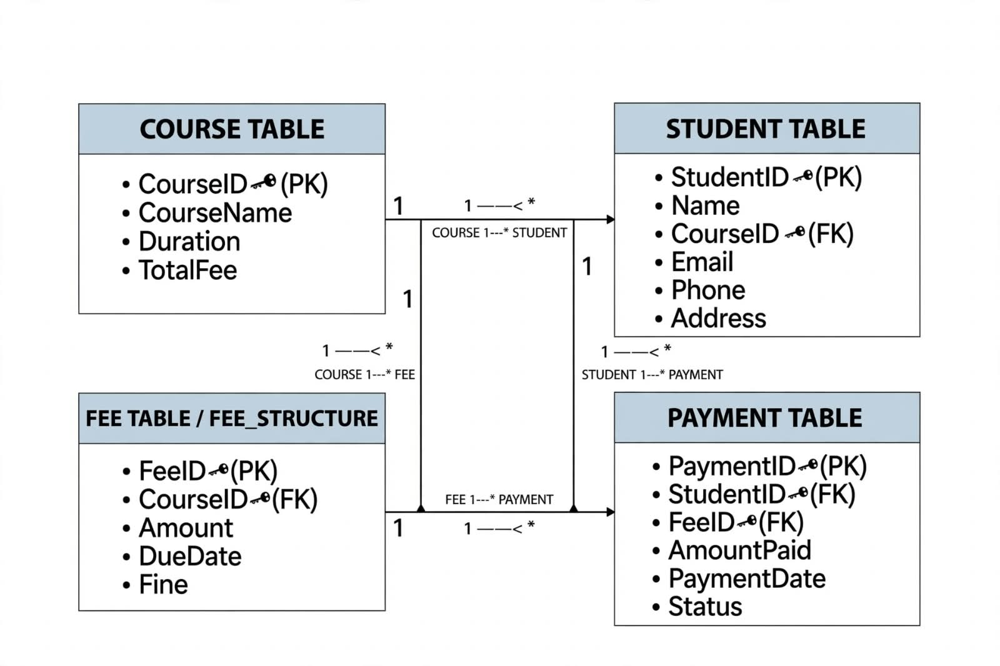 COURSE TABLE
• CourseID (PK)
• CourseName
• Duration
• TotalFee
STUDENT TABLE
• StudentID (PK)
• Name
• CourseID (FK)
• Email
• Phone
• Address
1
1 ——< *
COURSE 1---* STUDENT
1
1
1 ——< *
COURSE 1---* FEE
1 ——< *
STUDENT 1---* PAYMENT
FEE TABLE / FEE_STRUCTURE
• FeeID (PK)
• CourseID (FK)
• Amount
• DueDate
• Fine
FEE 1---* PAYMENT
1
1 ——< *
PAYMENT TABLE
• PaymentID (PK)
• StudentID (FK)
• FeeID (FK)
• AmountPaid
• PaymentDate
• Status